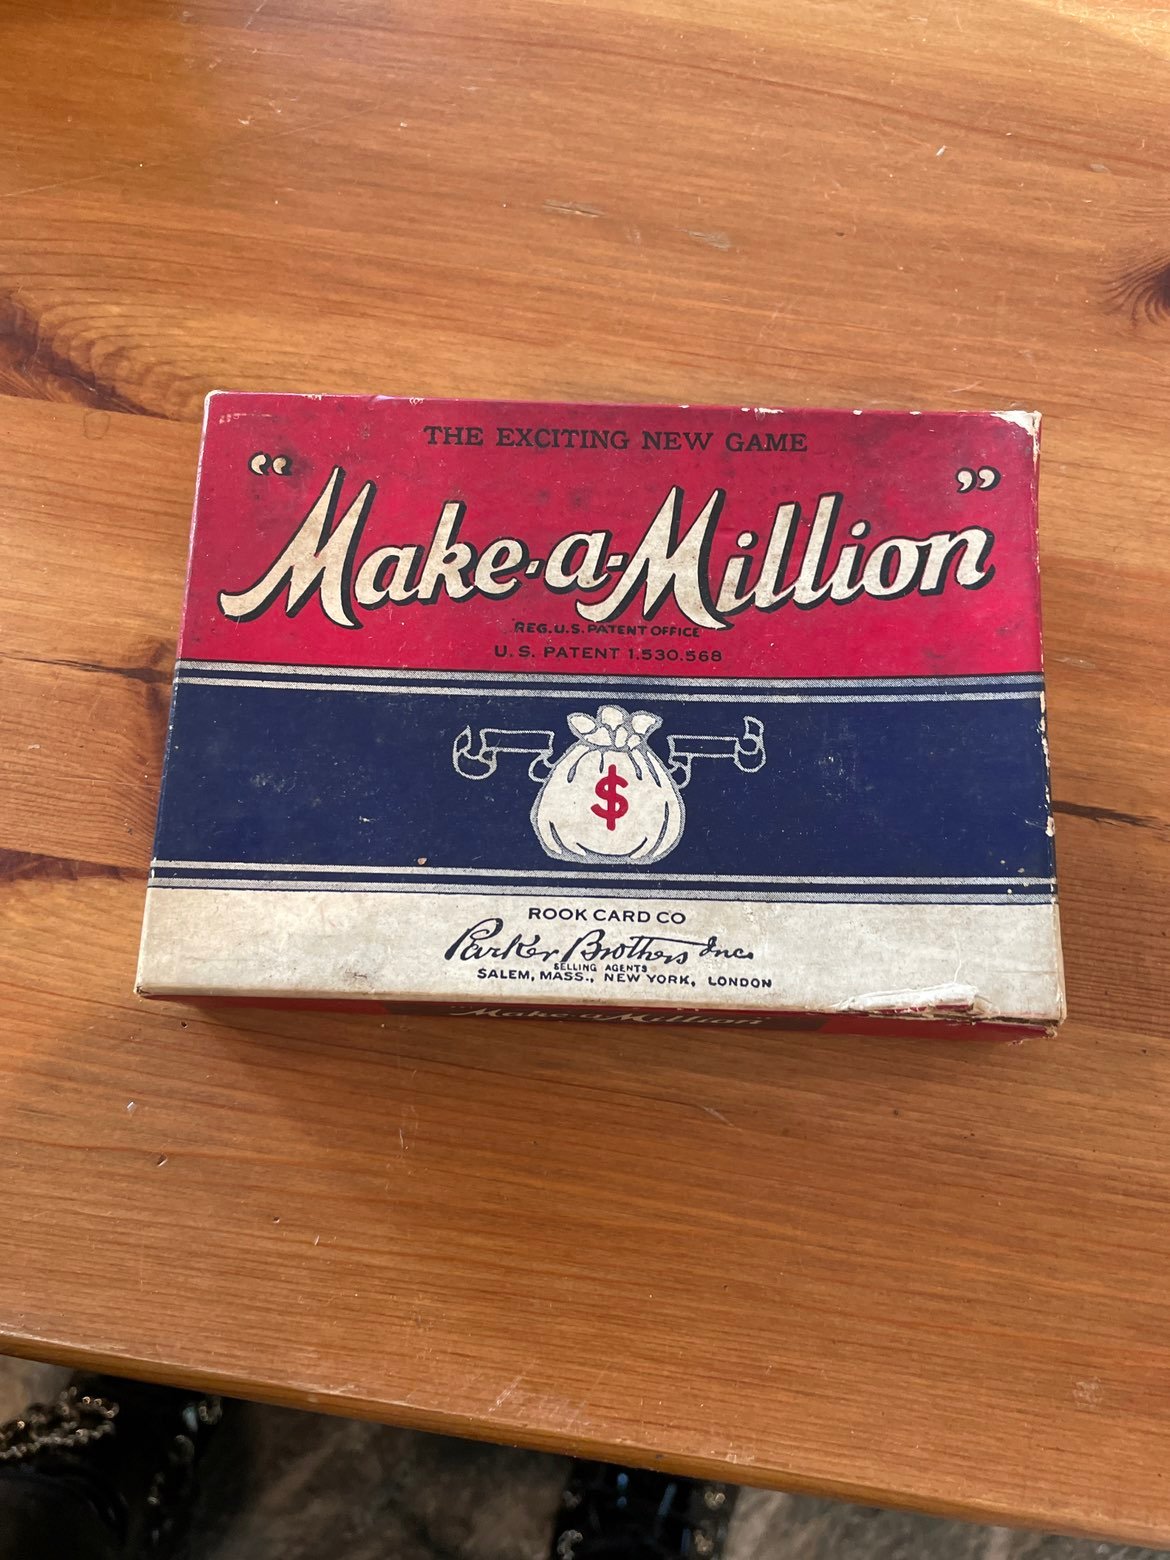 THE EXCITING NEW GAME
“Make-a-Million”
REG. U.S. PATENT OFFICE
U. S. PATENT 1.530.568
$
ROOK CARD CO
Parker Brothers Inc.
SELLING AGENTS
SALEM, MASS., NEW YORK, LONDON
Make-a-Million